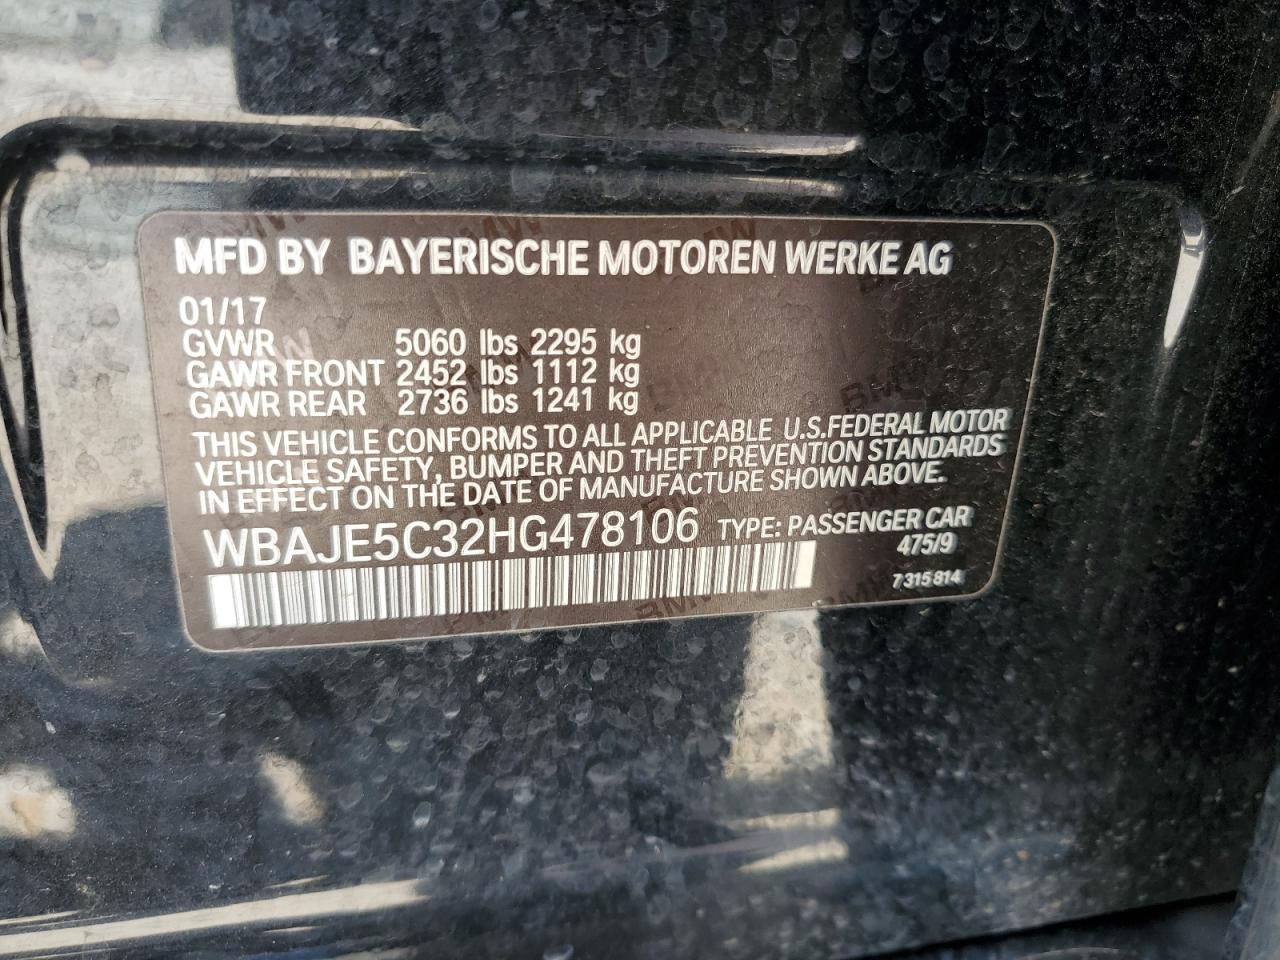 MFD BY BAYERISCHE MOTOREN WERKE AG
01/17
GVWR 5060 lbs 2295 kg
GAWR FRONT 2452 lbs 1112 kg
GAWR REAR 2736 lbs 1241 kg
THIS VEHICLE CONFORMS TO ALL APPLICABLE U.S.FEDERAL MOTOR
VEHICLE SAFETY, BUMPER AND THEFT PREVENTION STANDARDS
IN EFFECT ON THE DATE OF MANUFACTURE SHOWN ABOVE.
WBAJE5C32HG478106 TYPE: PASSENGER CAR
475/9
7 315 814